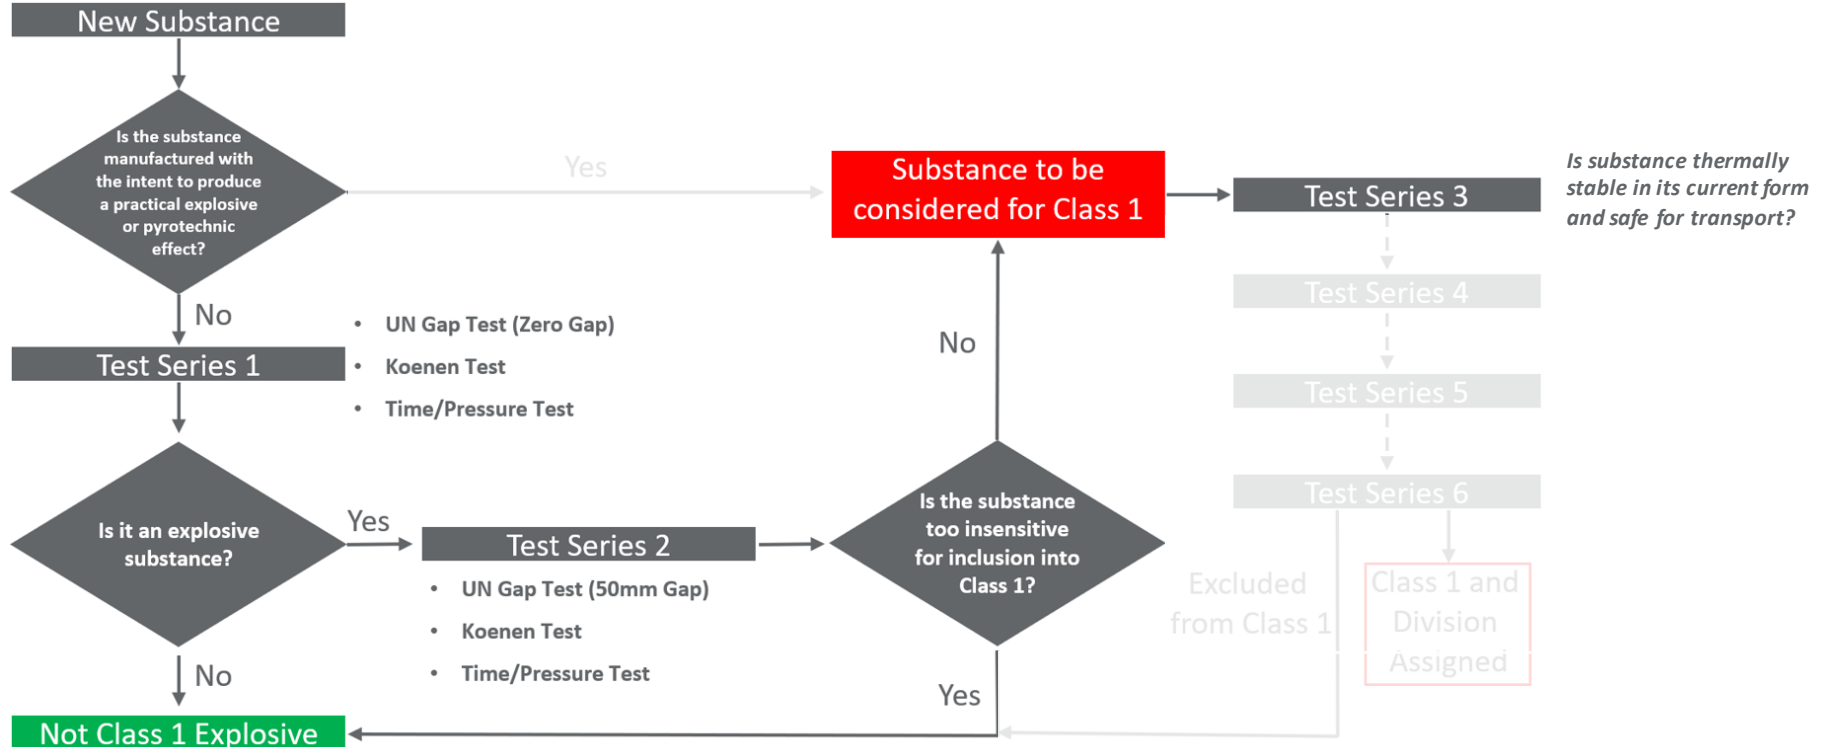 New Substance
Is the substance
manufactured with
the intent to produce
a practical explosive
or pyrotechnic
effect?
Yes
Substance to be
considered for Class 1
Test Series 3
Is substance thermally
stable in its current form
and safe for transport?
No
Test Series 1
• UN Gap Test (Zero Gap)
• Koenen Test
• Time/Pressure Test
Test Series 4
Test Series 5
Test Series 6
No
Is it an explosive
substance?
Yes
Test Series 2
• UN Gap Test (50mm Gap)
• Koenen Test
• Time/Pressure Test
Is the substance
too insensitive
for inclusion into
Class 1?
Excluded
from Class 1
Class 1 and
Division
Assigned
No
Yes
Not Class 1 Explosive